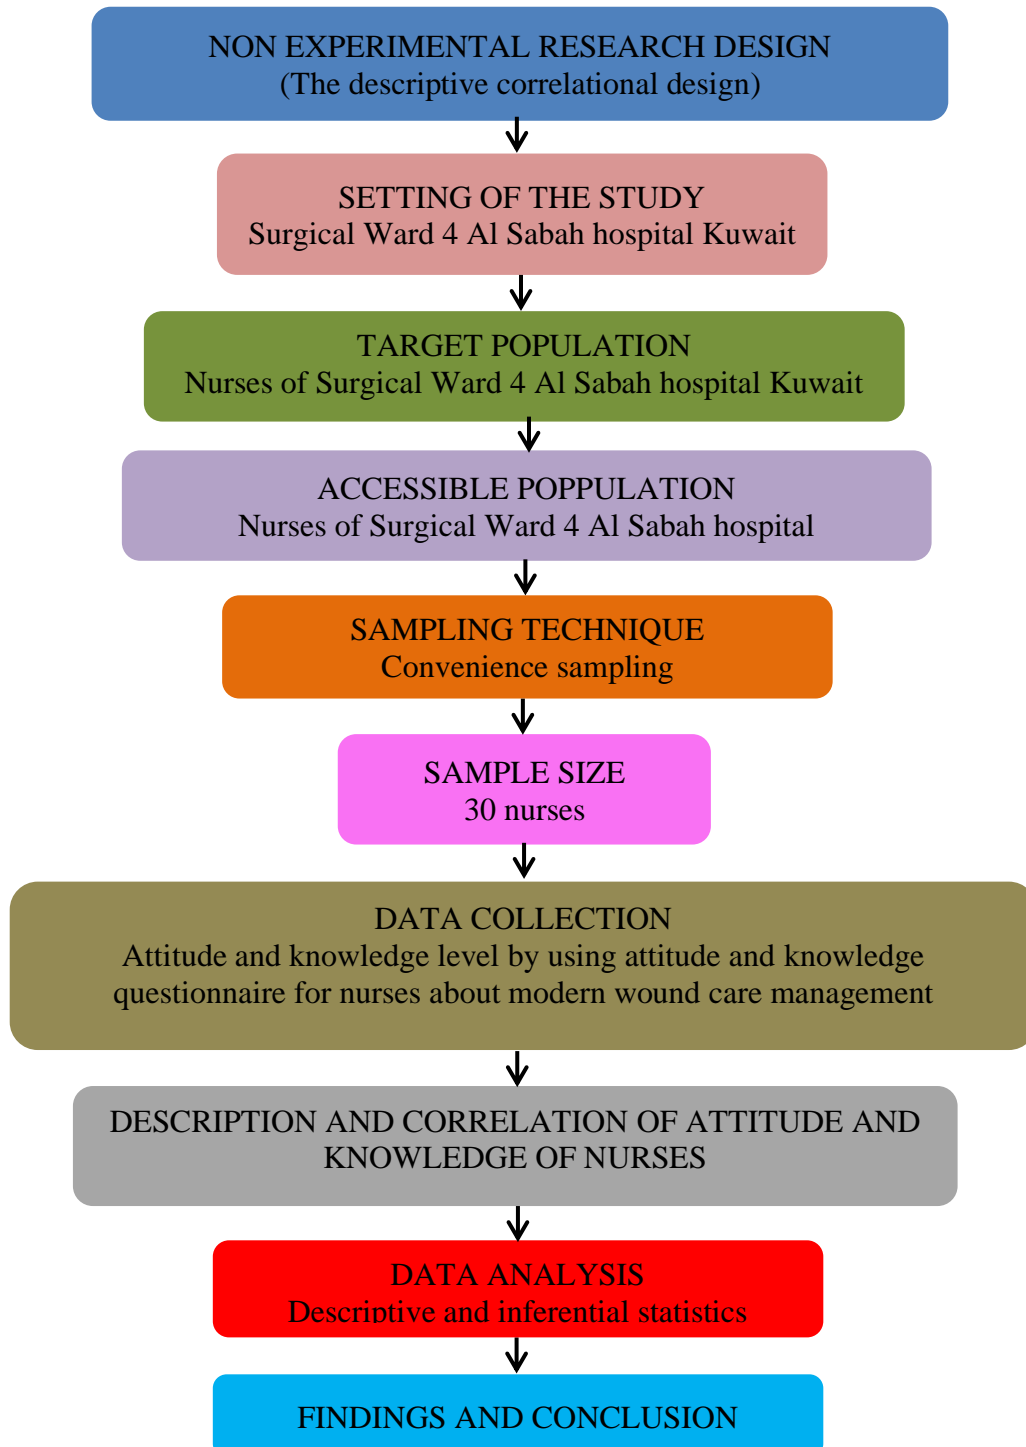 NON EXPERIMENTAL RESEARCH DESIGN
(The descriptive correlational design)
SETTING OF THE STUDY
Surgical Ward 4 Al Sabah hospital Kuwait
TARGET POPULATION
Nurses of Surgical Ward 4 Al Sabah hospital Kuwait
ACCESSIBLE POPPULATION
Nurses of Surgical Ward 4 Al Sabah hospital
SAMPLING TECHNIQUE
Convenience sampling
SAMPLE SIZE
30 nurses
DATA COLLECTION
Attitude and knowledge level by using attitude and knowledge
questionnaire for nurses about modern wound care management
DESCRIPTION AND CORRELATION OF ATTITUDE AND
KNOWLEDGE OF NURSES
DATA ANALYSIS
Descriptive and inferential statistics
FINDINGS AND CONCLUSION